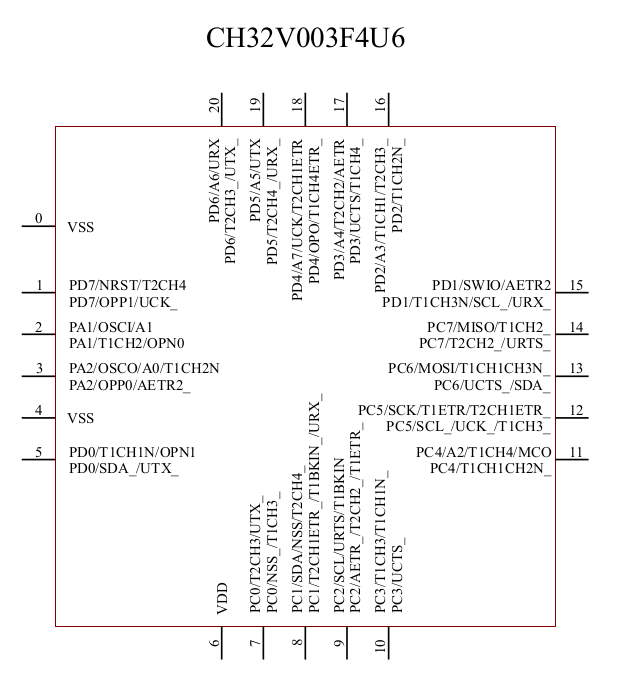 CH32V003F4U6
20
19
18
17
16
PD6/A6/URX
PD6/T2CH3_/UTX_
PD5/A5/UTX
PD5/T2CH4_/URX_
PD4/A7/UCK/T2CH1ETR
PD4/OPO/T1CH4ETR_
PD3/A4/T2CH2/AETR
PD3/UCTS/T1CH4_
PD2/A3/T1CH1/T2CH3_
PD2/T1CH2N_
0
VSS
1
PD7/NRST/T2CH4
PD7/OPP1/UCK_
2
PA1/OSCI/A1
PA1/T1CH2/OPN0
3
PA2/OSCO/A0/T1CH2N
PA2/OPP0/AETR2_
4
VSS
5
PD0/T1CH1N/OPN1
PD0/SDA_/UTX_
PD1/SWIO/AETR2
15
PD1/T1CH3N/SCL_/URX_
PC7/MISO/T1CH2_
14
PC7/T2CH2_/URTS_
PC6/MOSI/T1CH1CH3N_
13
PC6/UCTS_/SDA_
PC5/SCK/T1ETR/T2CH1ETR_
12
PC5/SCL_/UCK_/T1CH3_
PC4/A2/T1CH4/MCO
11
PC4/T1CH1CH2N_
VDD
PC0/T2CH3/UTX_
PC0/NSS_/T1CH3_
PC1/SDA/NSS/T2CH4_
PC1/T2CH1ETR_/T1BKIN_/URX_
PC2/SCL/URTS/T1BKIN
PC2/AETR_/T2CH2_/T1ETR_
PC3/T1CH3/T1CH1N_
PC3/UCTS_
6
7
8
9
10